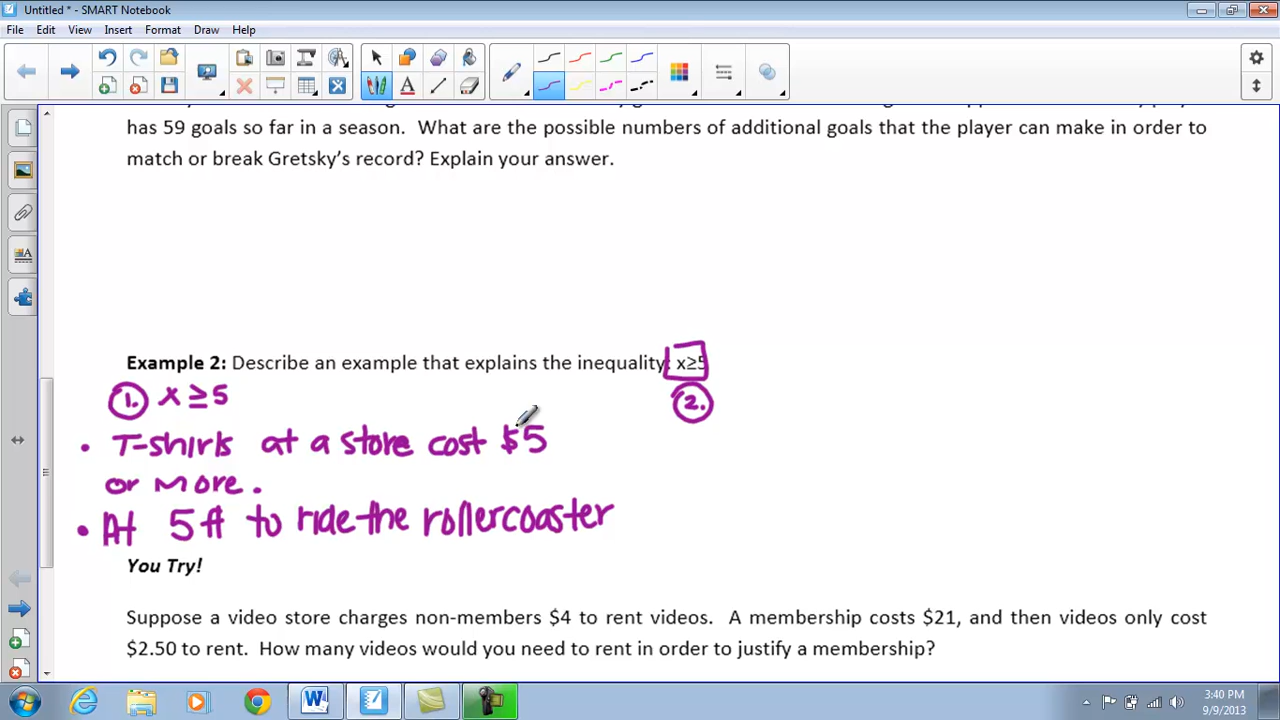 Untitled * - SMART Notebook
File Edit View Insert Format Draw Help
has 59 goals so far in a season. What are the possible numbers of additional goals that the player can make in order to
match or break Gretsky's record? Explain your answer.
Example 2: Describe an example that explains the inequality: x≥5
1. x ≥ 5
2.
• T-shirts at a store cost $5
or more.
• At 5 ft to ride the rollercoaster
You Try!
Suppose a video store charges non-members $4 to rent videos. A membership costs $21, and then videos only cost
$2.50 to rent. How many videos would you need to rent in order to justify a membership?
3:40 PM
9/9/2013